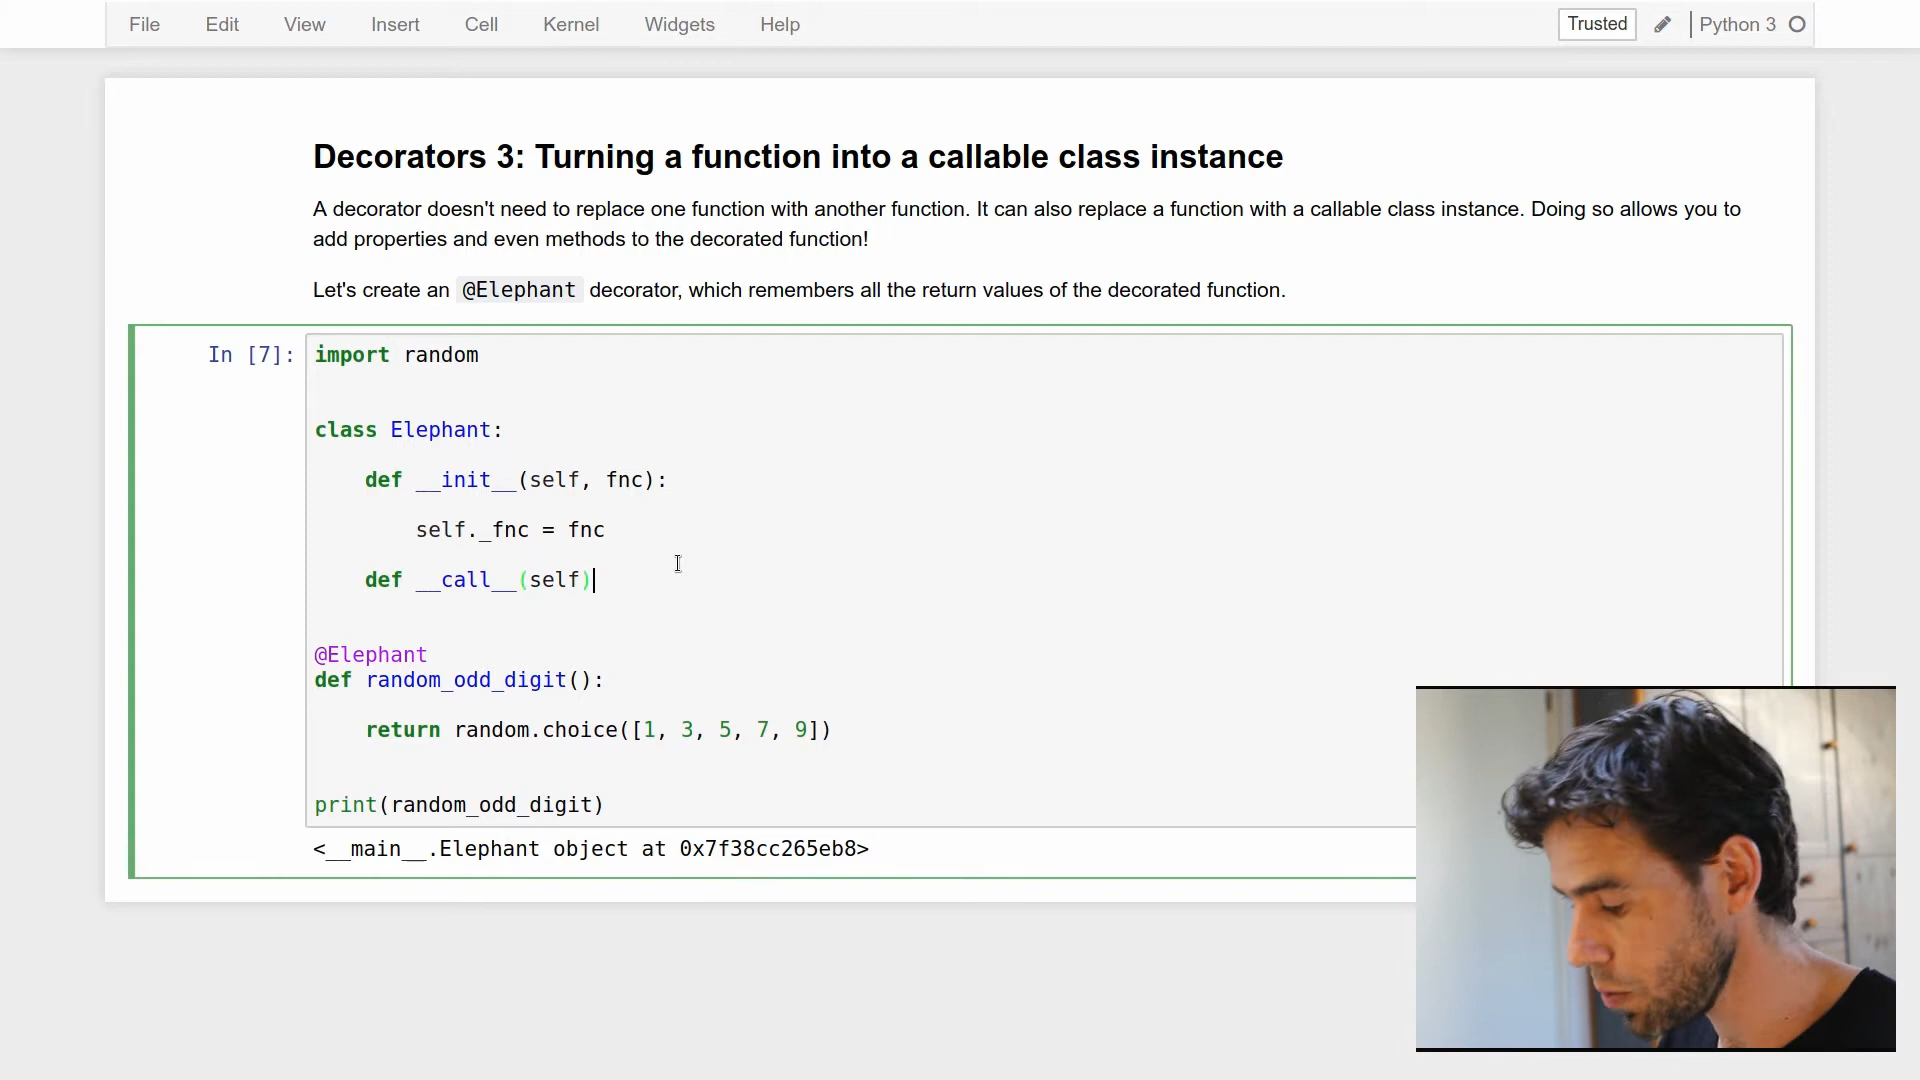 File Edit View Insert Cell Kernel Widgets Help Trusted Python 3
Decorators 3: Turning a function into a callable class instance
A decorator doesn't need to replace one function with another function. It can also replace a function with a callable class instance. Doing so allows you to
add properties and even methods to the decorated function!
Let's create an @Elephant decorator, which remembers all the return values of the decorated function.
In [7]: import random
class Elephant:
def __init__(self, fnc):
self._fnc = fnc
def __call__(self)
@Elephant
def random_odd_digit():
return random.choice([1, 3, 5, 7, 9])
print(random_odd_digit)
<__main__.Elephant object at 0x7f38cc265eb8>